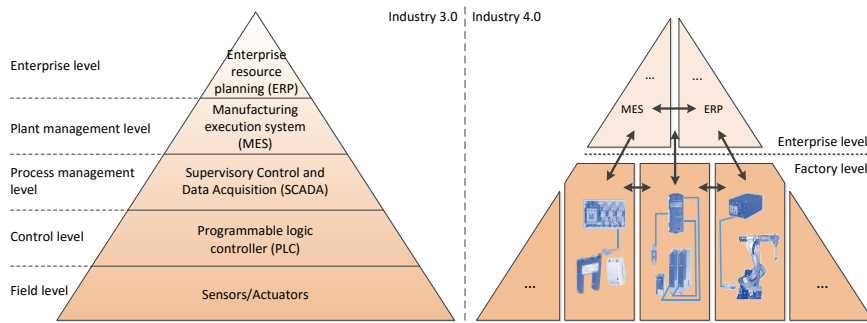 Industry 3.0
Industry 4.0
Enterprise level
Enterprise
resource
planning (ERP)
Plant management level
Manufacturing
execution system
(MES)
Process management
level
Supervisory Control and
Data Acquisition (SCADA)
Control level
Programmable logic
controller (PLC)
Field level
Sensors/Actuators
...
...
MES
ERP
Enterprise level
Factory level
...
...